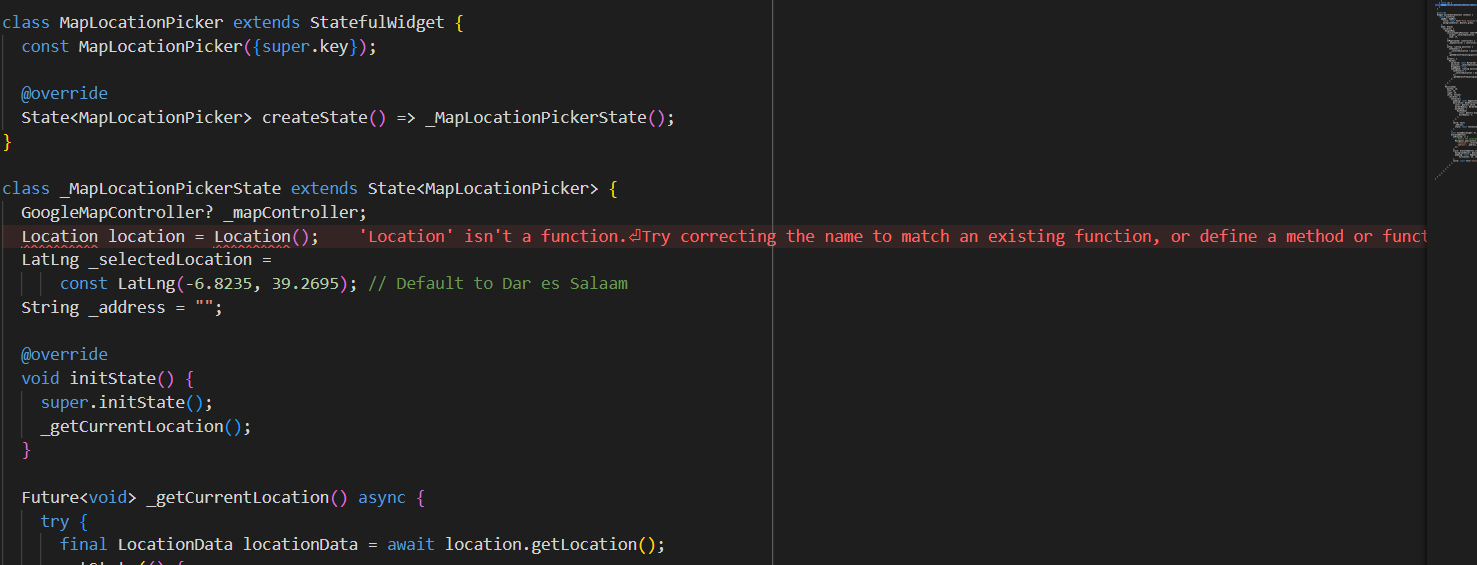 class MapLocationPicker extends StatefulWidget {
  const MapLocationPicker({super.key});

  @override
  State<MapLocationPicker> createState() => _MapLocationPickerState();
}

class _MapLocationPickerState extends State<MapLocationPicker> {
  GoogleMapController? _mapController;
  Location location = Location();    'Location' isn't a function.⏎Try correcting the name to match an existing function, or define a method or funct
  LatLng _selectedLocation =
      const LatLng(-6.8235, 39.2695); // Default to Dar es Salaam
  String _address = "";

  @override
  void initState() {
    super.initState();
    _getCurrentLocation();
  }

  Future<void> _getCurrentLocation() async {
    try {
      final LocationData locationData = await location.getLocation();